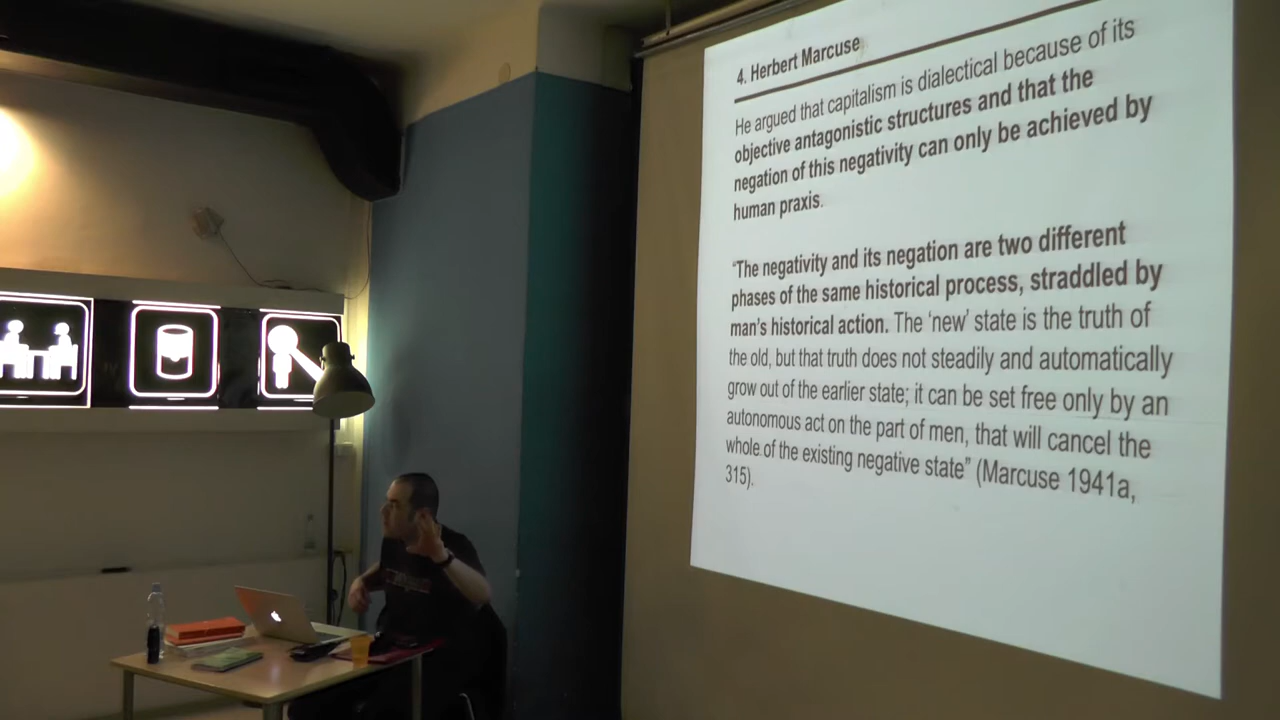 4. Herbert Marcuse
He argued that capitalism is dialectical because of its
objective antagonistic structures and that the
negation of this negativity can only be achieved by
human praxis.
“The negativity and its negation are two different
phases of the same historical process, straddled by
man’s historical action. The ‘new’ state is the truth of
the old, but that truth does not steadily and automatically
grow out of the earlier state; it can be set free only by an
autonomous act on the part of men, that will cancel the
whole of the existing negative state” (Marcuse 1941a,
315).